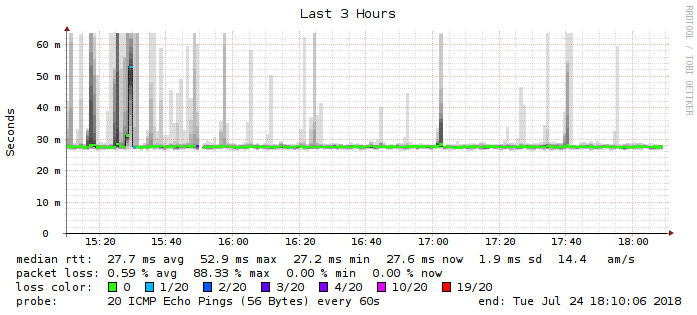 Last 3 Hours
RRDTOOL / TOBI OETIKER
Seconds
60 m
50 m
40 m
30 m
20 m
10 m
0
15:20 15:40 16:00 16:20 16:40 17:00 17:20 17:40 18:00
median rtt: 27.7 ms avg 52.9 ms max 27.2 ms min 27.6 ms now 1.9 ms sd 14.4 am/s
packet loss: 0.59 % avg 88.33 % max 0.00 % min 0.00 % now
loss color: 0 1/20 2/20 3/20 4/20 10/20 19/20
probe: 20 ICMP Echo Pings (56 Bytes) every 60s end: Tue Jul 24 18:10:06 2018